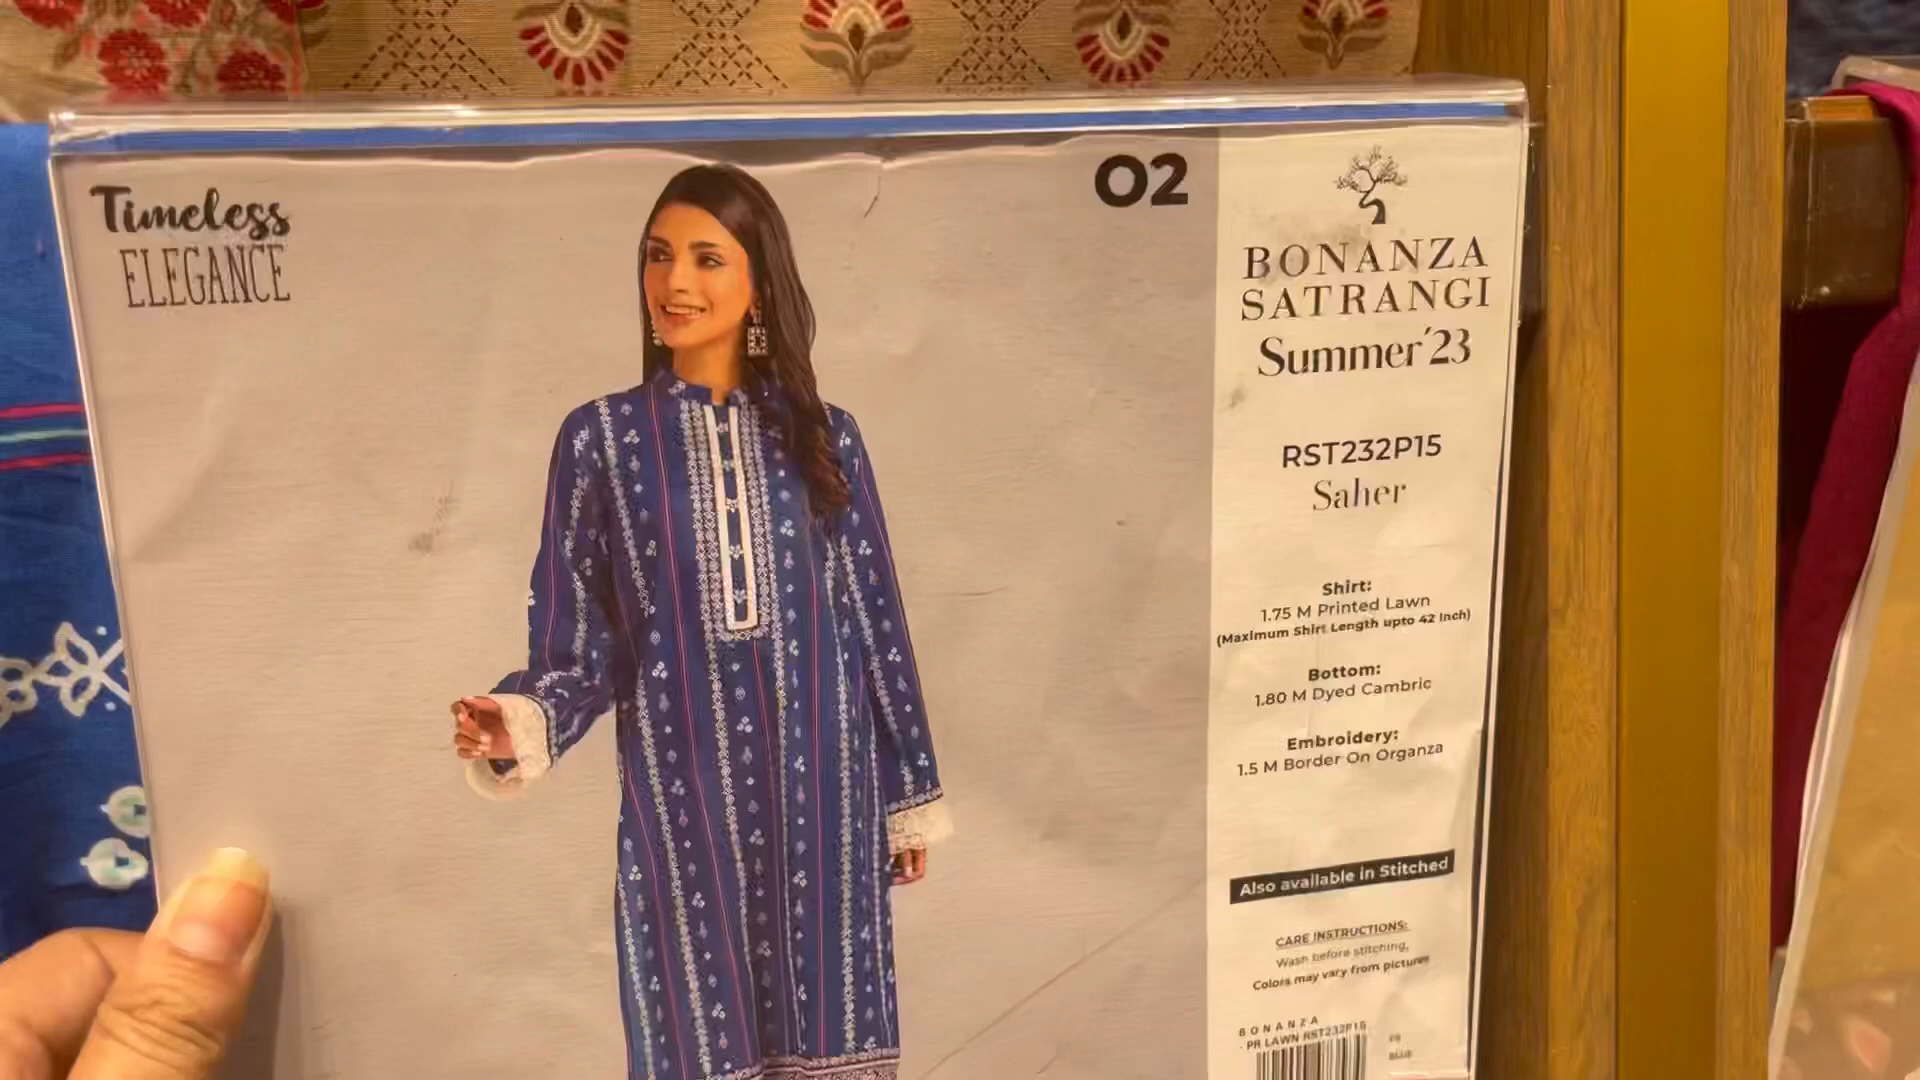 Timeless
ELEGANCE
02
BONANZA
SATRANGI
Summer'23
RST232P15
Saher
Shirt:
1.75 M Printed Lawn
(Maximum Shirt Length upto 42 Inch)
Bottom:
1.80 M Dyed Cambric
Embroidery:
1.5 M Border On Organza
Also available in Stitched
CARE INSTRUCTIONS:
Wash before stitching,
Colors may vary from pictures
BONANZA
PR LAWN RST232P15
BLUE